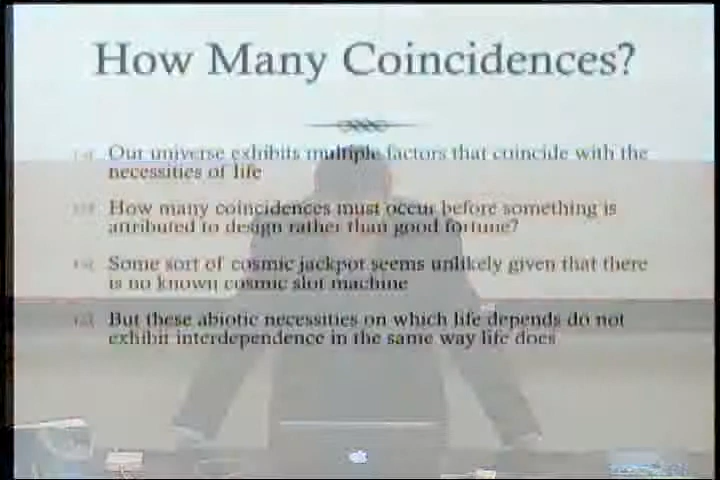 How Many Coincidences?
Our universe exhibits multiple factors that coincide with the
necessities of life
How many coincidences must occur before something is
attributed to design rather than good fortune?
Some sort of cosmic jackpot seems unlikely given that there
is no known cosmic slot machine
But these abiotic necessities on which life depends do not
exhibit interdependence in the same way life does